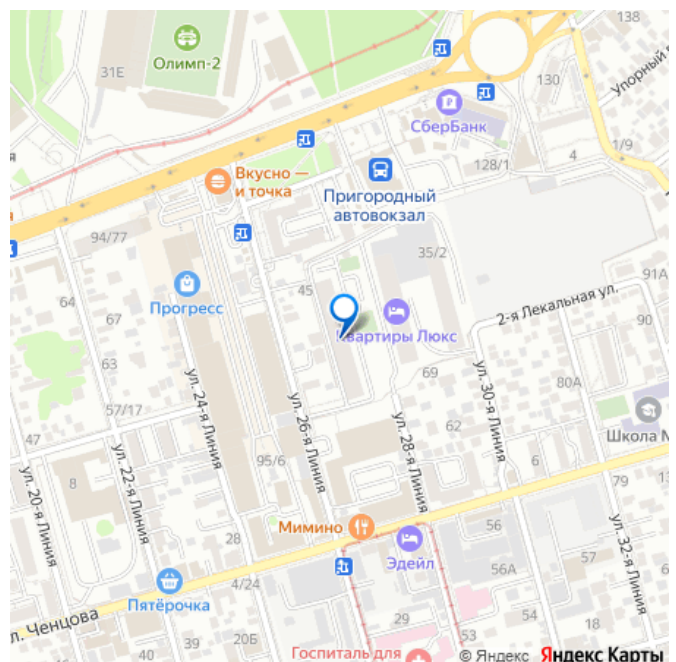 138
31Е
Олимп-2
130
Упорный
СберБанк
1/9
128/1
4
Вкусно —
и точка
Пригородный
автовокзал
94/77
35/2
91А
64
Прогресс
45
2-я Лекальная ул.
67
Квартиры Люкс
90
63
69
80А
57/17
ул. 24-я Линия
ул. 26-я Линия
ул. 28-я Линия
ул. 30-я Линия
47
62
Школа №
8
95/6
6
79
ул. 20-я Линия
ул. 22-я Линия
ул. 32-я Линия
Мимино
56
28
Эдейл
57
56А
4/24
Пятёрочка
54
л. Ченцова
24
20Б
29
53
18
Госпиталь для
© Яндекс Яндекс Карты